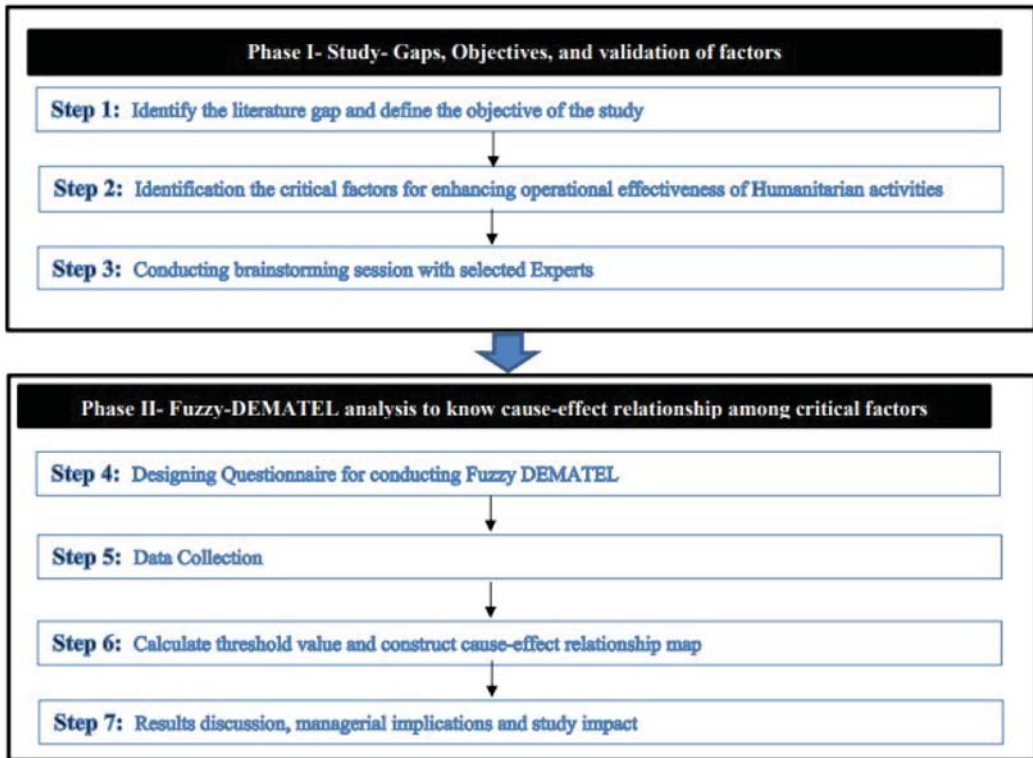 Phase I- Study- Gaps, Objectives, and validation of factors
Step 1: Identify the literature gap and define the objective of the study
Step 2: Identification the critical factors for enhancing operational effectiveness of Humanitarian activities
Step 3: Conducting brainstorming session with selected Experts
Phase II- Fuzzy-DEMATEL analysis to know cause-effect relationship among critical factors
Step 4: Designing Questionnaire for conducting Fuzzy DEMATEL
Step 5: Data Collection
Step 6: Calculate threshold value and construct cause-effect relationship map
Step 7: Results discussion, managerial implications and study impact